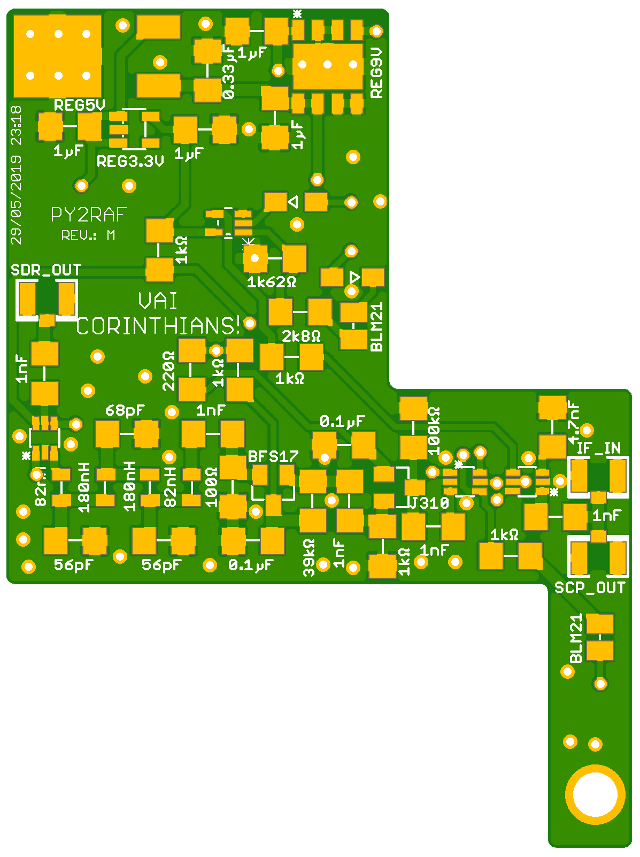 1µF
0.33µF
REG9V
REG5V
1µF
REG3.3V
1µF
1µF
29/05/2019 23:18
PY2RAF
REV.: M
1kΩ
SDR_OUT
1k62Ω
VAI
CORINTHIANS!
BLM21
2k8Ω
1nF
220Ω
1kΩ
1kΩ
68pF
1nF
0.1µF
100kΩ
4.7nF
IF_IN
BFS17
82nH
180nH
180nH
82nH
100Ω
J310
1nF
56pF
56pF
0.1µF
39kΩ
1nF
1kΩ
1nF
1kΩ
SCP_OUT
BLM21